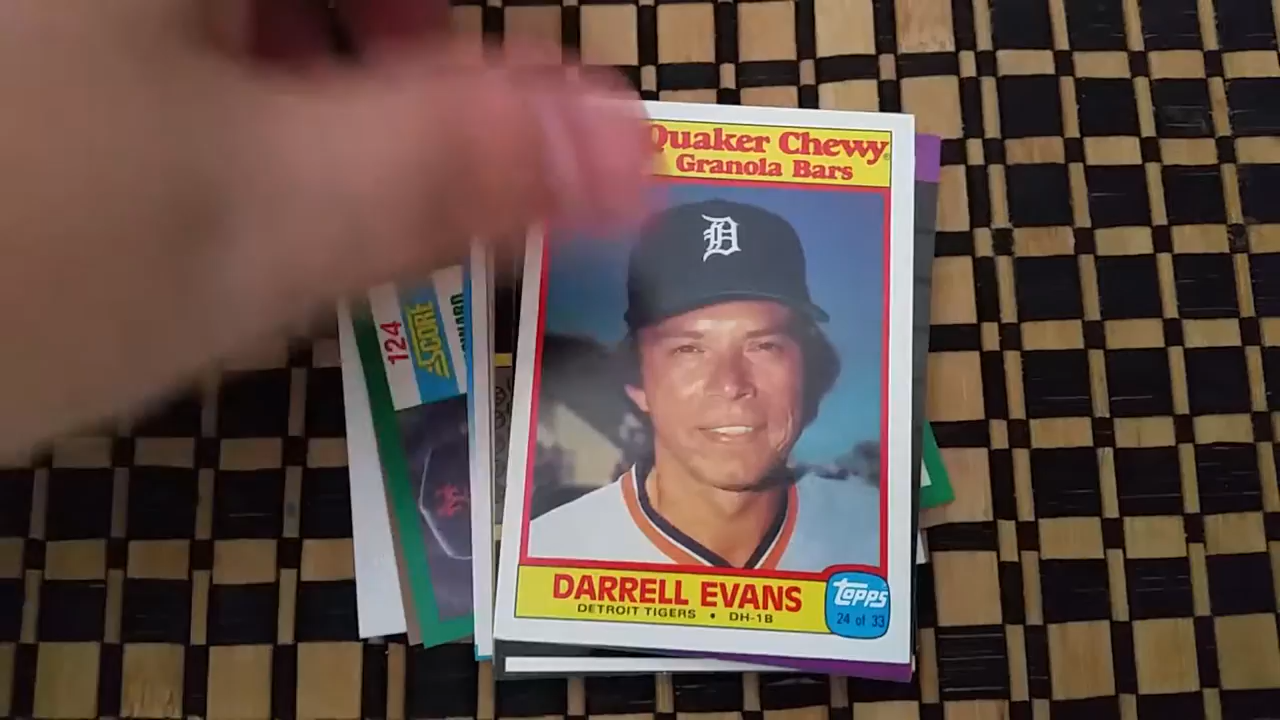 Quaker Chewy®
Granola Bars
D
124
SCORE
DARRELL EVANS
DETROIT TIGERS • DH-1B
TOPPS
24 of 33